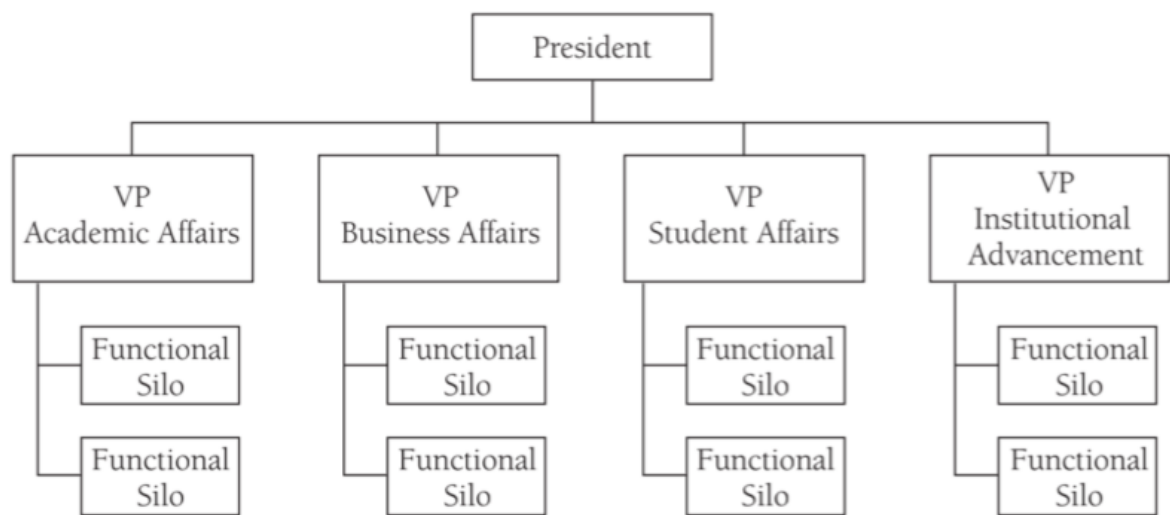 President
VP
Academic Affairs
VP
Business Affairs
VP
Student Affairs
VP
Institutional
Advancement
Functional
Silo
Functional
Silo
Functional
Silo
Functional
Silo
Functional
Silo
Functional
Silo
Functional
Silo
Functional
Silo